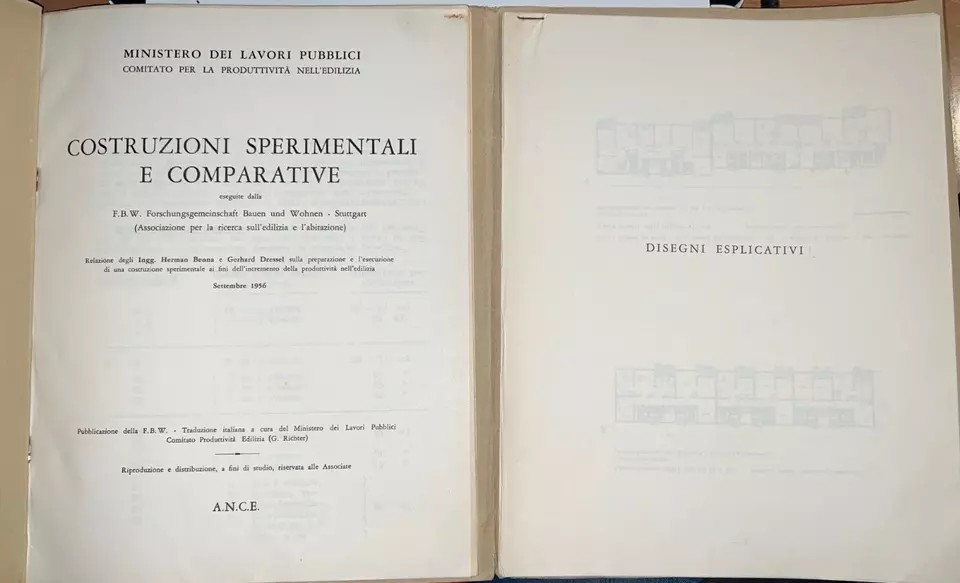 MINISTERO DEI LAVORI PUBBLICI
COMITATO PER LA PRODUTTIVITÀ NELL'EDILIZIA
COSTRUZIONI SPERIMENTALI
E COMPARATIVE
eseguite dalla
F.B.W. Forschungsgemeinschaft Bauen und Wohnen - Stuttgart
(Associazione per la ricerca sull'edilizia e l'abitazione)
Relazione degli Ingg. Herman Benna e Gerhard Dressel sulla preparazione e l'esecuzione
di una costruzione sperimentale ai fini dell'incremento della produttività nell'edilizia
Settembre 1956
Pubblicazione della F.B.W. - Traduzione italiana a cura del Ministero dei Lavori Pubblici
Comitato Produttività Edilizia (G. Richter)
Riproduzione e distribuzione, a fini di studio, riservata alle Associate
A.N.C.E.
DISEGNI ESPLICATIVI